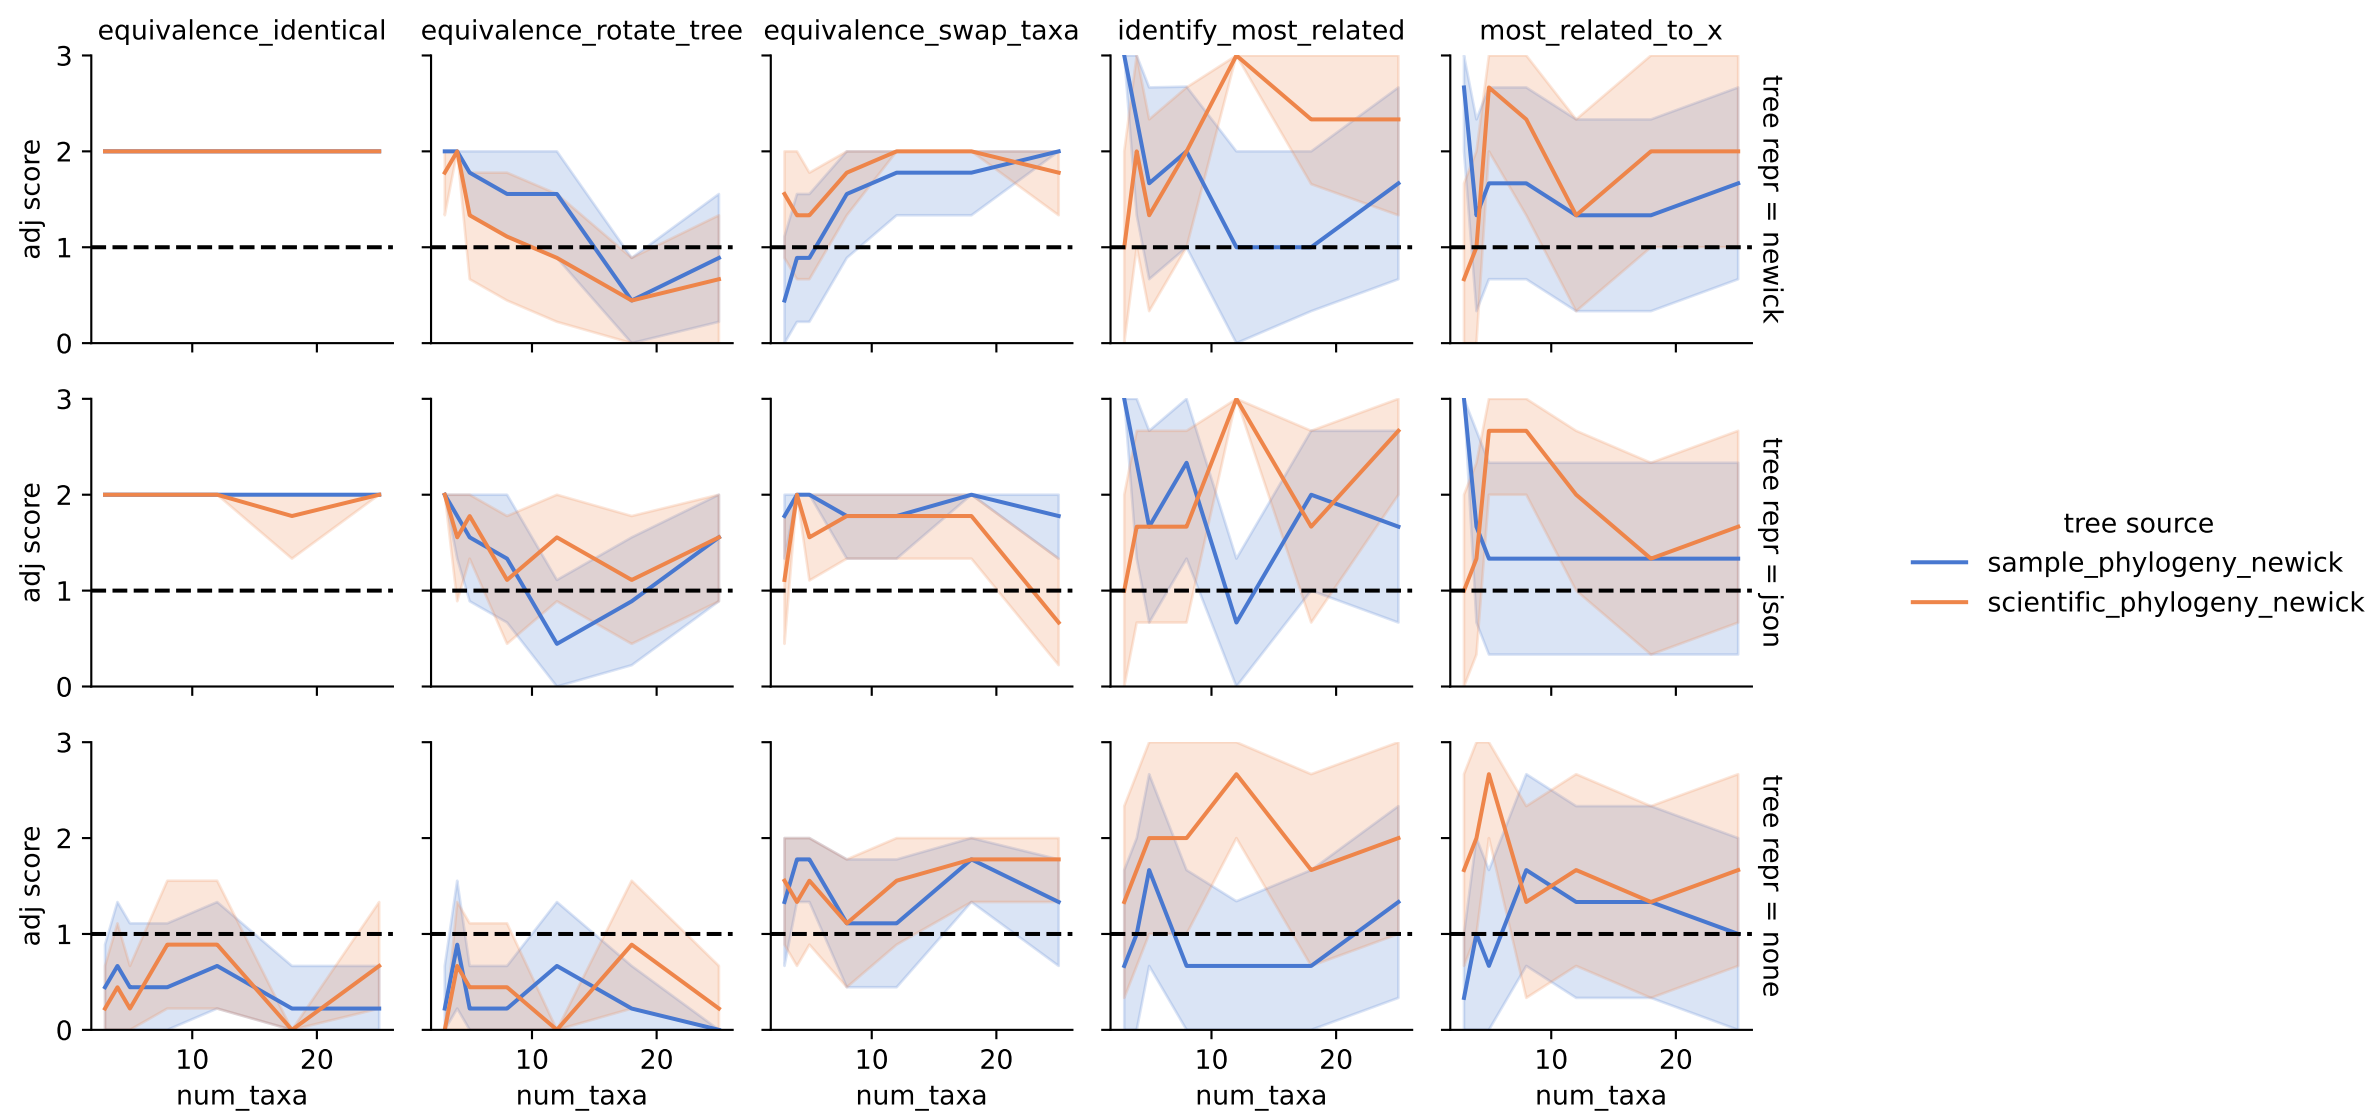 equivalence_identical
equivalence_rotate_tree
equivalence_swap_taxa
identify_most_related
most_related_to_x
3
2
1
0
adj score
tree repr = newick
3
2
1
0
adj score
tree repr = json
tree source
sample_phylogeny_newick
scientific_phylogeny_newick
3
2
1
0
adj score
tree repr = none
10 20
10 20
10 20
10 20
10 20
num_taxa
num_taxa
num_taxa
num_taxa
num_taxa